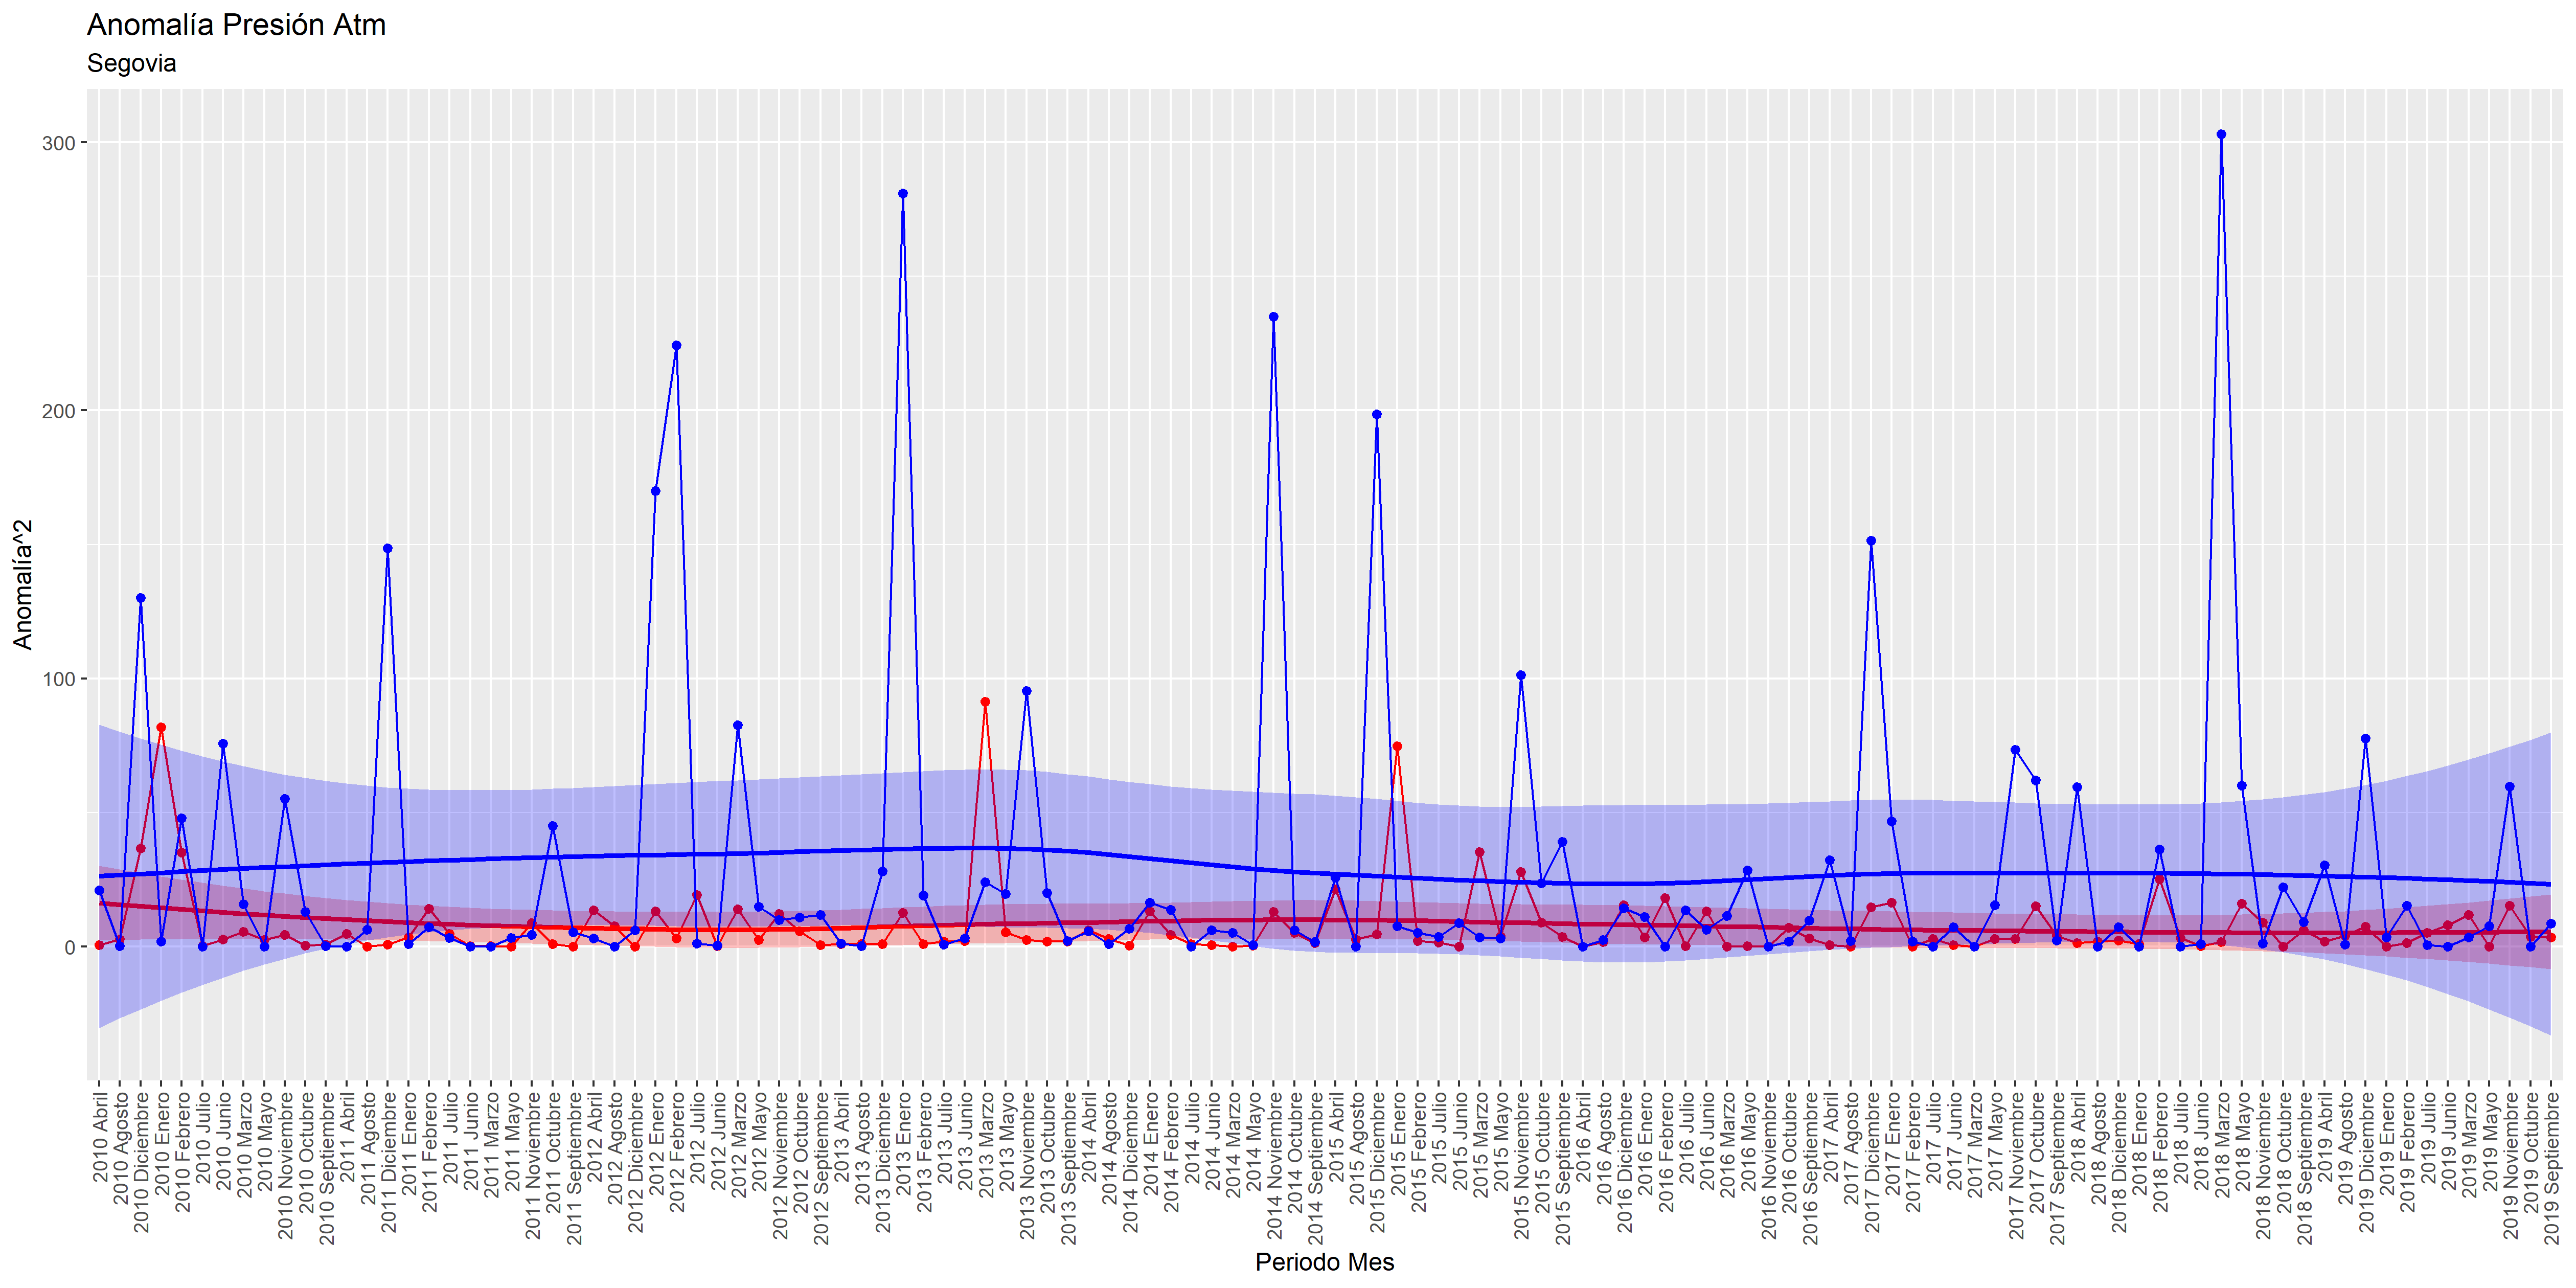 Anomalía Presión Atm
Segovia
Anomalía^2
300
200
100
0
2010 Abril
2010 Agosto
2010 Diciembre
2010 Enero
2010 Febrero
2010 Julio
2010 Junio
2010 Marzo
2010 Mayo
2010 Noviembre
2010 Octubre
2010 Septiembre
2011 Abril
2011 Agosto
2011 Diciembre
2011 Enero
2011 Febrero
2011 Julio
2011 Junio
2011 Marzo
2011 Mayo
2011 Noviembre
2011 Octubre
2011 Septiembre
2012 Abril
2012 Agosto
2012 Diciembre
2012 Enero
2012 Febrero
2012 Julio
2012 Junio
2012 Marzo
2012 Mayo
2012 Noviembre
2012 Octubre
2012 Septiembre
2013 Abril
2013 Agosto
2013 Diciembre
2013 Enero
2013 Febrero
2013 Julio
2013 Junio
2013 Marzo
2013 Mayo
2013 Noviembre
2013 Octubre
2013 Septiembre
2014 Abril
2014 Agosto
2014 Diciembre
2014 Enero
2014 Febrero
2014 Julio
2014 Junio
2014 Marzo
2014 Mayo
2014 Noviembre
2014 Octubre
2014 Septiembre
2015 Abril
2015 Agosto
2015 Diciembre
2015 Enero
2015 Febrero
2015 Julio
2015 Junio
2015 Marzo
2015 Mayo
2015 Noviembre
2015 Octubre
2015 Septiembre
2016 Abril
2016 Agosto
2016 Diciembre
2016 Enero
2016 Febrero
2016 Julio
2016 Junio
2016 Marzo
2016 Mayo
2016 Noviembre
2016 Octubre
2016 Septiembre
2017 Abril
2017 Agosto
2017 Diciembre
2017 Enero
2017 Febrero
2017 Julio
2017 Junio
2017 Marzo
2017 Mayo
2017 Noviembre
2017 Octubre
2017 Septiembre
2018 Abril
2018 Agosto
2018 Diciembre
2018 Enero
2018 Febrero
2018 Julio
2018 Junio
2018 Marzo
2018 Mayo
2018 Noviembre
2018 Octubre
2018 Septiembre
2019 Abril
2019 Agosto
2019 Diciembre
2019 Enero
2019 Febrero
2019 Julio
2019 Junio
2019 Marzo
2019 Mayo
2019 Noviembre
2019 Octubre
2019 Septiembre
Periodo Mes